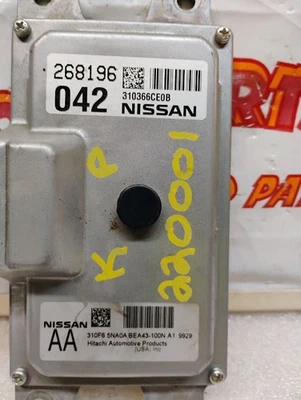 268196
042 310366CE0B
NISSAN
P
K
220001
NISSAN
AA
310F6 5NA0A BEA43-100N A1 9929
Hitachi Automotive Products
(USA), Inc